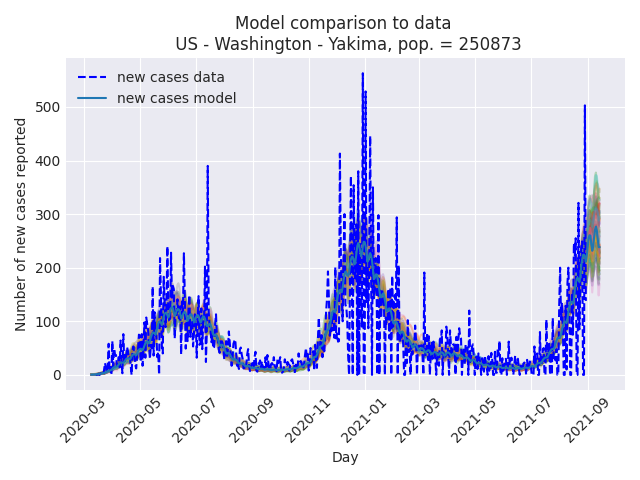 Model comparison to data
US - Washington - Yakima, pop. = 250873
new cases data
new cases model
Number of new cases reported
500
400
300
200
100
0
2020-03
2020-05
2020-07
2020-09
2020-11
2021-01
2021-03
2021-05
2021-07
2021-09
Day